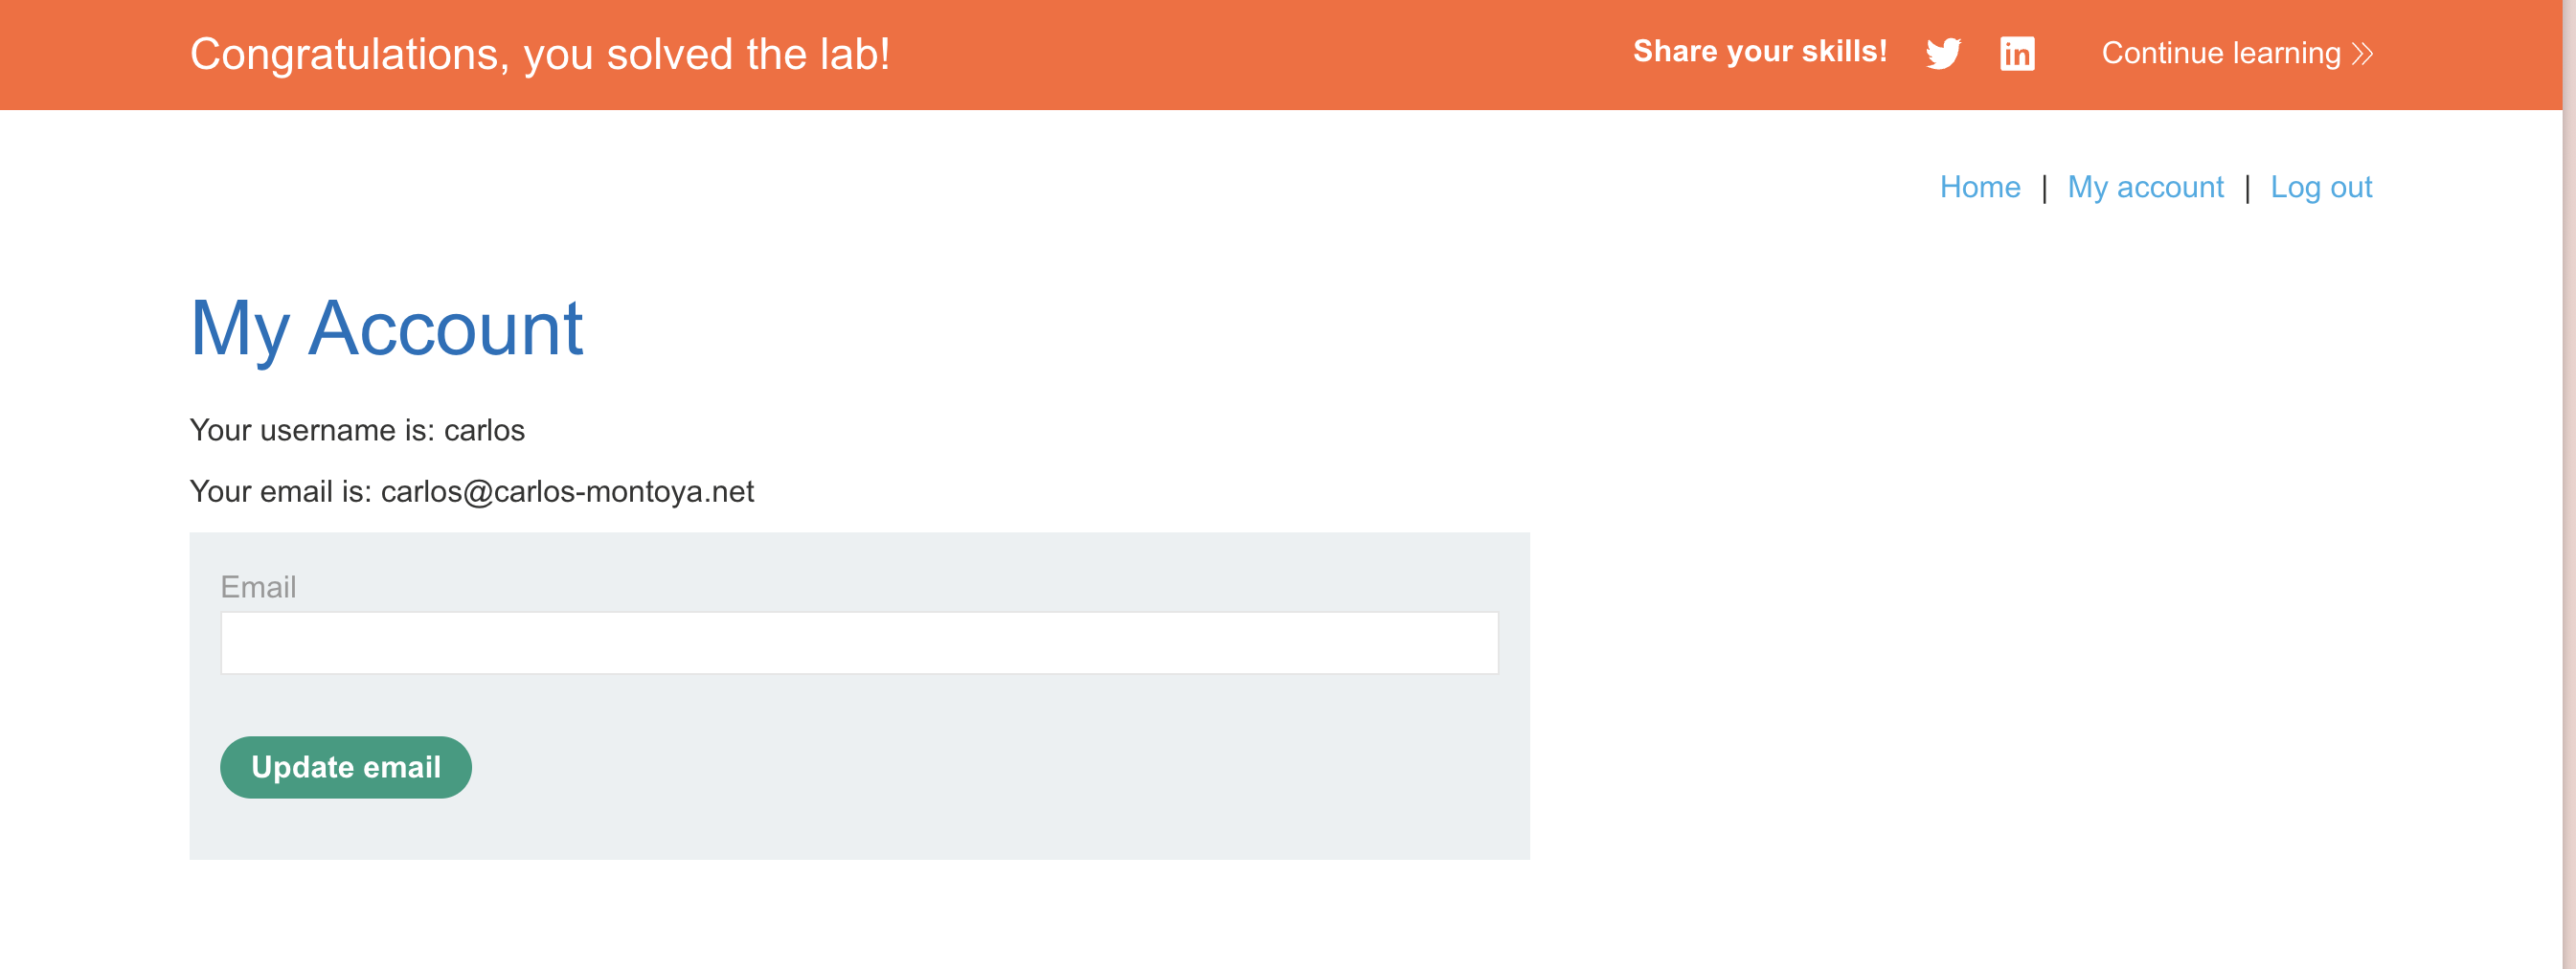 Congratulations, you solved the lab!
Share your skills!
Continue learning
Home | My account | Log out
My Account
Your username is: carlos
Your email is: carlos@carlos-montoya.net
Email
Update email